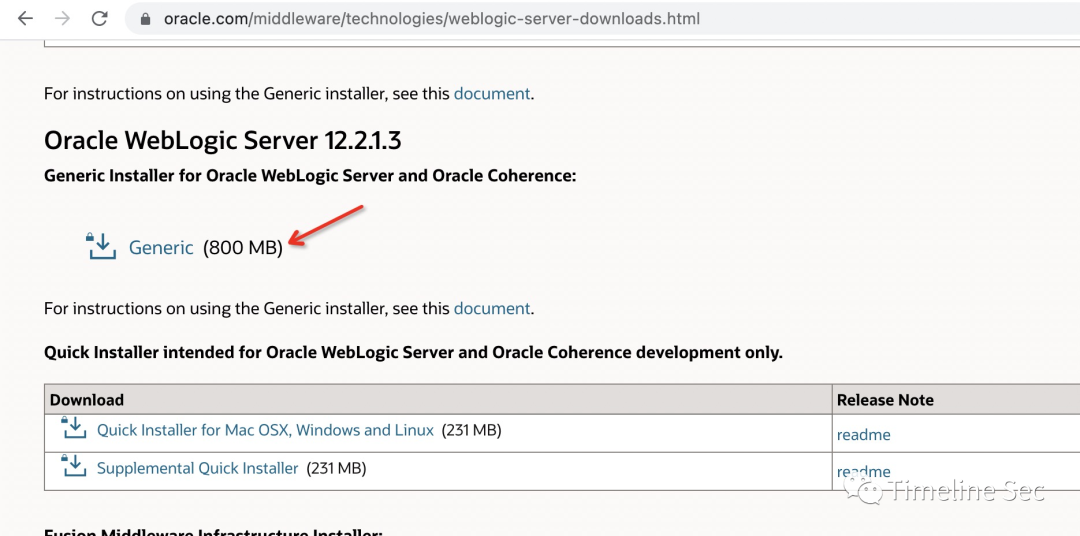 oracle.com/middleware/technologies/weblogic-server-downloads.html
For instructions on using the Generic installer, see this document.
Oracle WebLogic Server 12.2.1.3
Generic Installer for Oracle WebLogic Server and Oracle Coherence:
Generic (800 MB)
For instructions on using the Generic installer, see this document.
Quick Installer intended for Oracle WebLogic Server and Oracle Coherence development only.
Download Release Note
Quick Installer for Mac OSX, Windows and Linux (231 MB) readme
Supplemental Quick Installer (231 MB) readme
Timeline Sec
Fusion Middleware Infrastructure Installer: